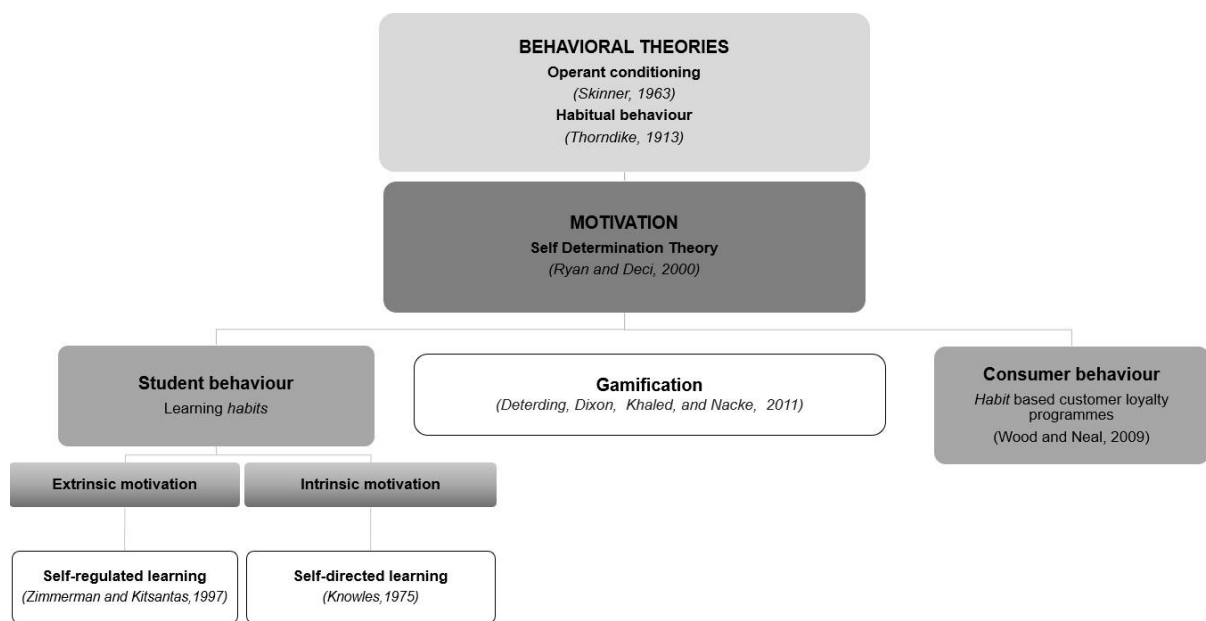 BEHAVIORAL THEORIES
Operant conditioning
(Skinner, 1963)
Habitual behaviour
(Thorndike, 1913)
MOTIVATION
Self Determination Theory
(Ryan and Deci, 2000)
Student behaviour
Learning habits
Gamification
(Deterding, Dixon, Khaled, and Nacke, 2011)
Consumer behaviour
Habit based customer loyalty
programmes
(Wood and Neal, 2009)
Extrinsic motivation
Intrinsic motivation
Self-regulated learning
(Zimmerman and Kitsantas,1997)
Self-directed learning
(Knowles,1975)